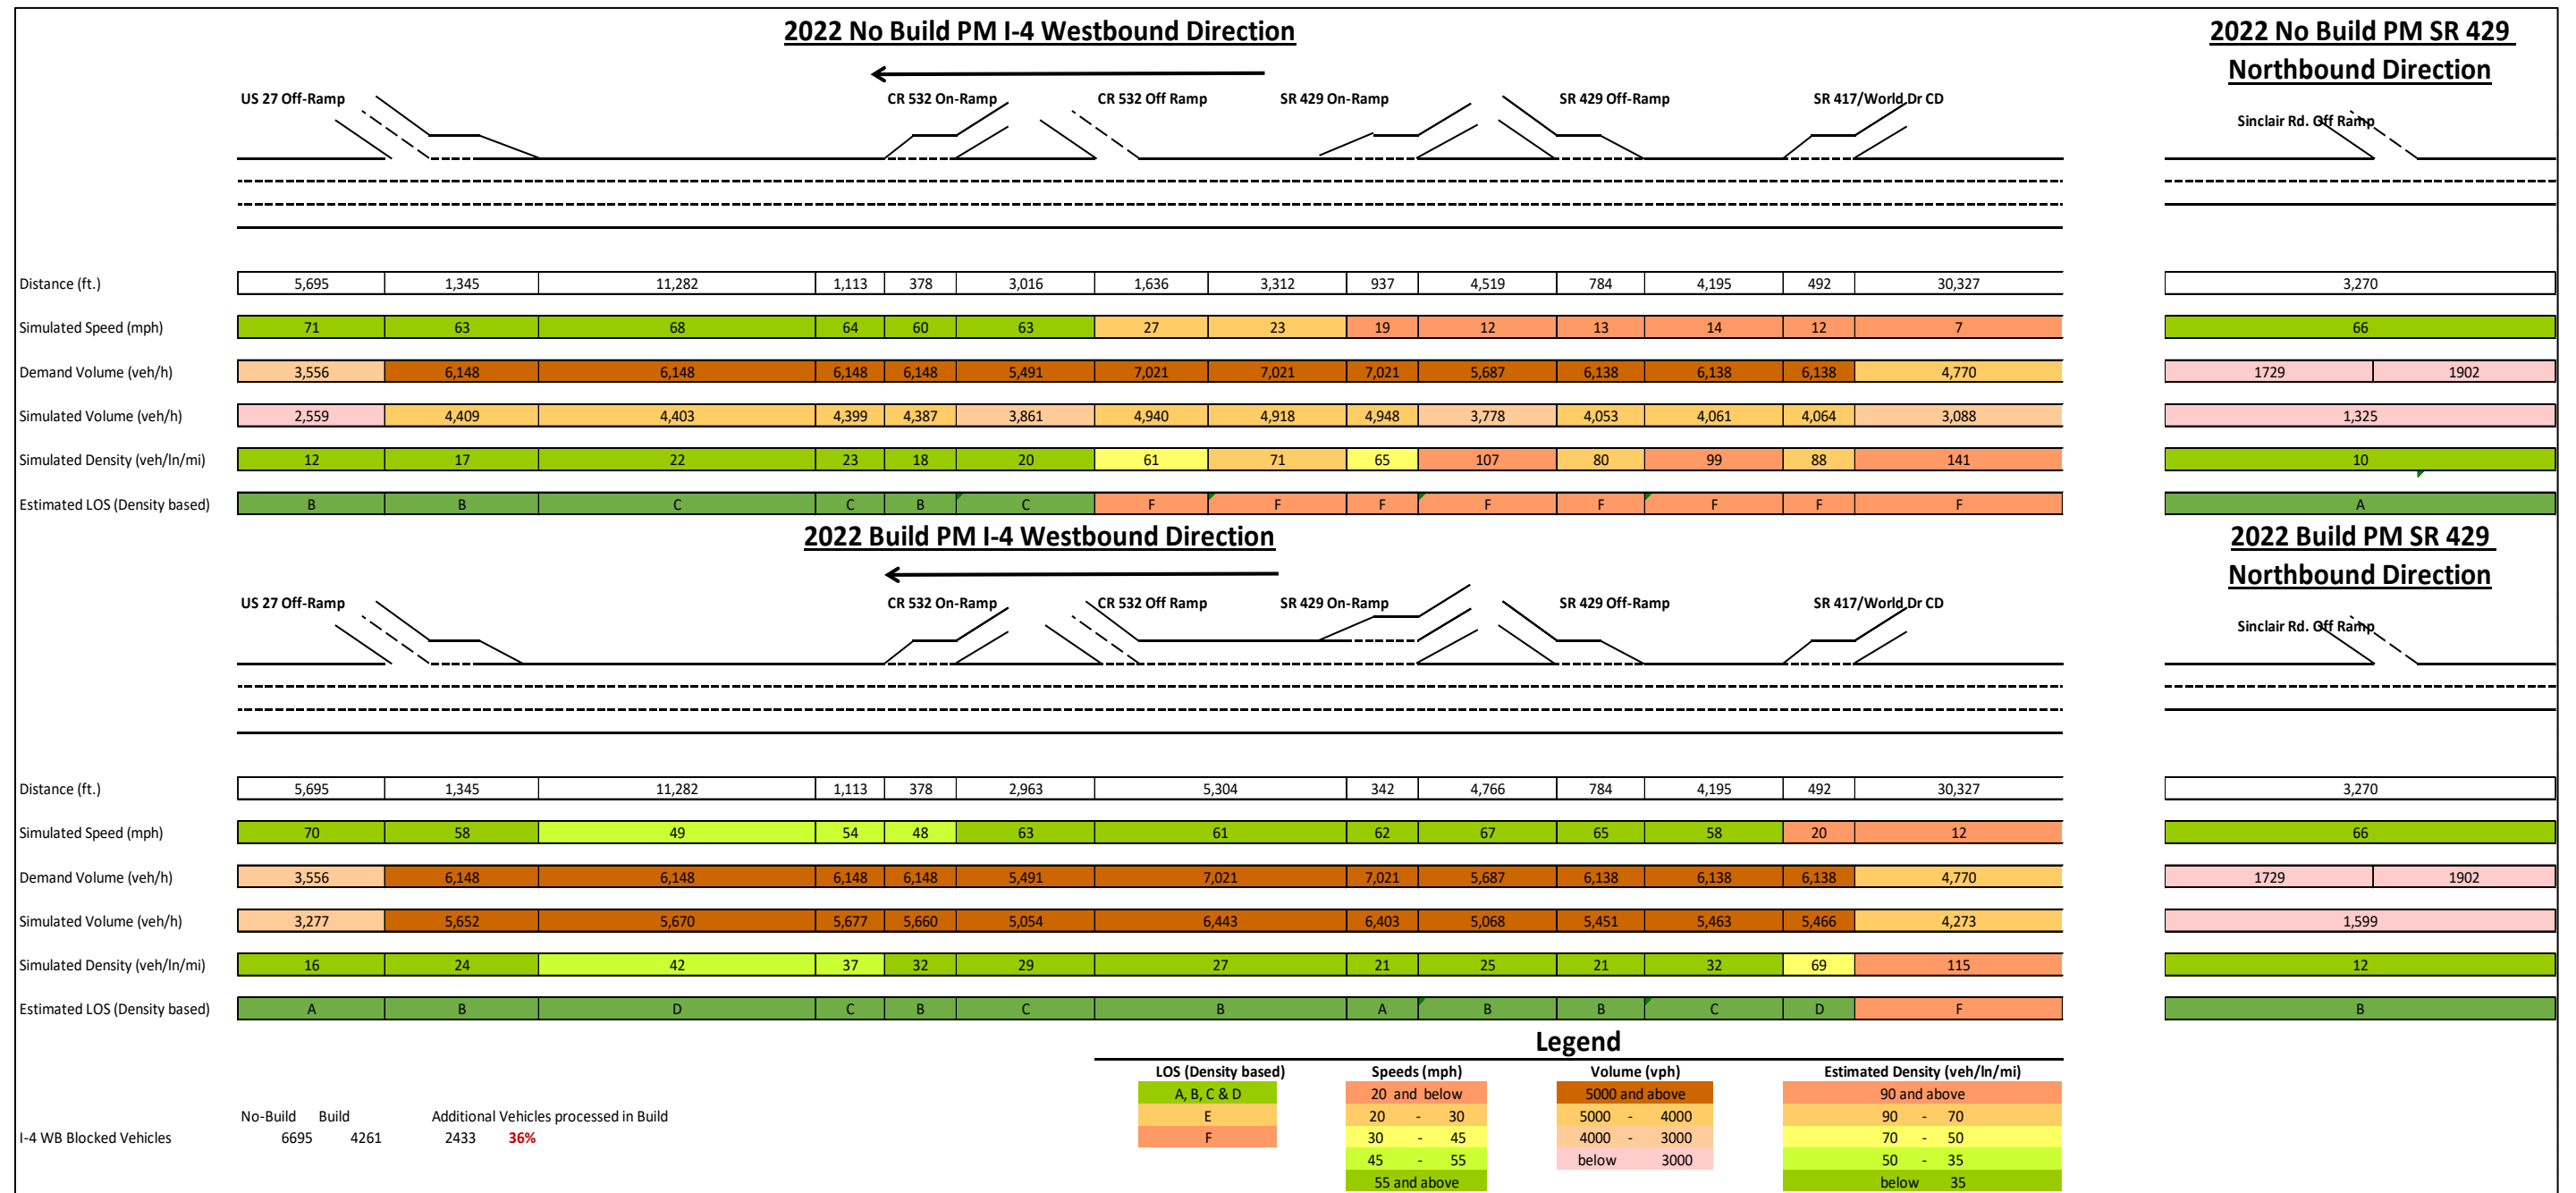 2022 No Build PM I-4 Westbound Direction
2022 No Build PM SR 429
Northbound Direction
US 27 Off-Ramp CR 532 On-Ramp CR 532 Off Ramp SR 429 On-Ramp SR 429 Off-Ramp SR 417/World Dr CD
Sinclair Rd. Off Ramp
Distance (ft.) 5,695 1,345 11,282 1,113 378 3,016 1,636 3,312 937 4,519 784 4,195 492 30,327 3,270
Simulated Speed (mph) 71 63 68 64 60 63 27 23 19 12 13 14 12 7 66
Demand Volume (veh/h) 3,556 6,148 6,148 6,148 6,148 5,491 7,021 7,021 7,021 5,687 6,138 6,138 6,138 4,770 1729 1902
Simulated Volume (veh/h) 2,559 4,409 4,403 4,399 4,387 3,861 4,940 4,918 4,948 3,778 4,053 4,061 4,064 3,088 1,325
Simulated Density (veh/ln/mi) 12 17 22 23 18 20 61 71 65 107 80 99 88 141 10
Estimated LOS (Density based) B B C C B C F F F F F F F F A
2022 Build PM I-4 Westbound Direction
2022 Build PM SR 429
Northbound Direction
US 27 Off-Ramp CR 532 On-Ramp CR 532 Off Ramp SR 429 On-Ramp SR 429 Off-Ramp SR 417/World Dr CD
Sinclair Rd. Off Ramp
Distance (ft.) 5,695 1,345 11,282 1,113 378 2,963 5,304 342 4,766 784 4,195 492 30,327 3,270
Simulated Speed (mph) 70 58 49 54 48 63 61 62 67 65 58 20 12 66
Demand Volume (veh/h) 3,556 6,148 6,148 6,148 6,148 5,491 7,021 7,021 5,687 6,138 6,138 6,138 4,770 1729 1902
Simulated Volume (veh/h) 3,277 5,652 5,670 5,677 5,660 5,054 6,443 6,403 5,068 5,451 5,463 5,466 4,273 1,599
Simulated Density (veh/ln/mi) 16 24 42 37 32 29 27 21 25 21 32 69 115 12
Estimated LOS (Density based) A B D C B C B A B B C D F B
Legend
LOS (Density based) Speeds (mph) Volume (vph) Estimated Density (veh/ln/mi)
A, B, C & D 20 and below 5000 and above 90 and above
No-Build Build Additional Vehicles processed in Build E 20 - 30 5000 - 4000 90 - 70
I-4 WB Blocked Vehicles 6695 4261 2433 36% F 30 - 45 4000 - 3000 70 - 50
45 - 55 below 3000 50 - 35
55 and above below 35